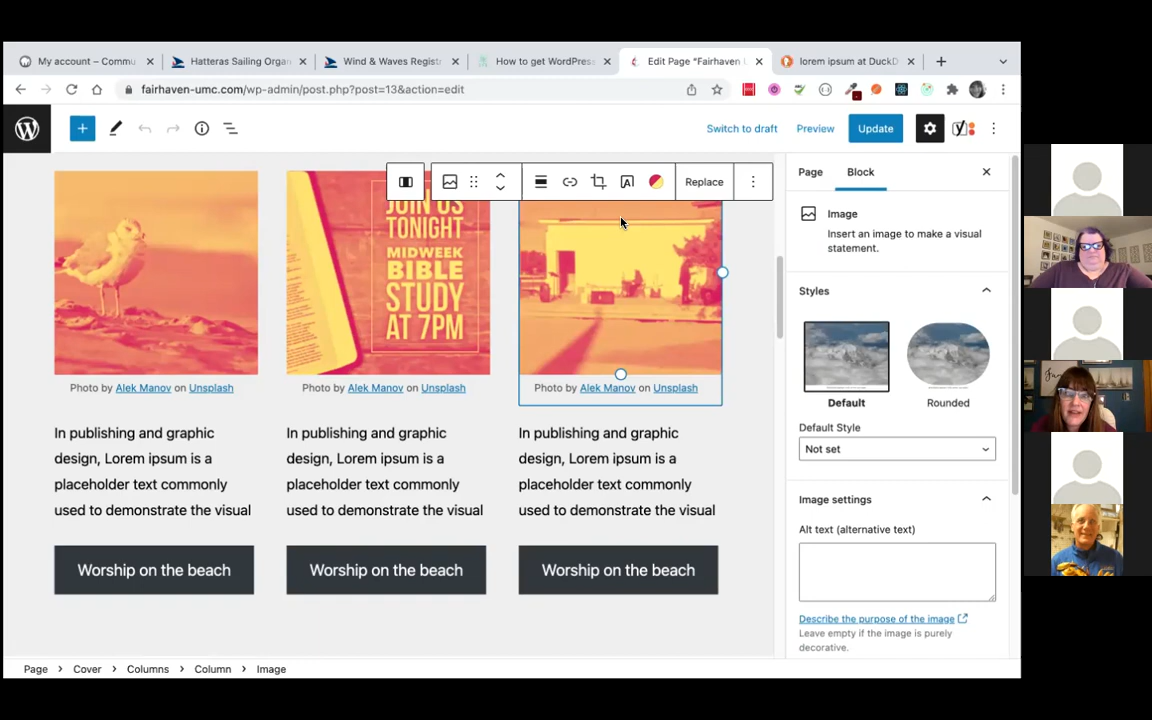 My account – Commu
Hatteras Sailing Organ
Wind & Waves Registr
How to get WordPress
Edit Page "Fairhaven
lorem ipsum at DuckD
fairhaven-umc.com/wp-admin/post.php?post=13&action=edit
Switch to draft
Preview
Update
Replace
Page
Block
JOIN US
TONIGHT
MIDWEEK
BIBLE
STUDY
AT 7PM
Image
Insert an image to make a visual
statement.
Styles
Default
Rounded
Default Style
Not set
Image settings
Alt text (alternative text)
Describe the purpose of the image
Leave empty if the image is purely
decorative.
Photo by Alek Manov on Unsplash
Photo by Alek Manov on Unsplash
Photo by Alek Manov on Unsplash
In publishing and graphic
design, Lorem ipsum is a
placeholder text commonly
used to demonstrate the visual
In publishing and graphic
design, Lorem ipsum is a
placeholder text commonly
used to demonstrate the visual
In publishing and graphic
design, Lorem ipsum is a
placeholder text commonly
used to demonstrate the visual
Worship on the beach
Worship on the beach
Worship on the beach
Page > Cover > Columns > Column > Image